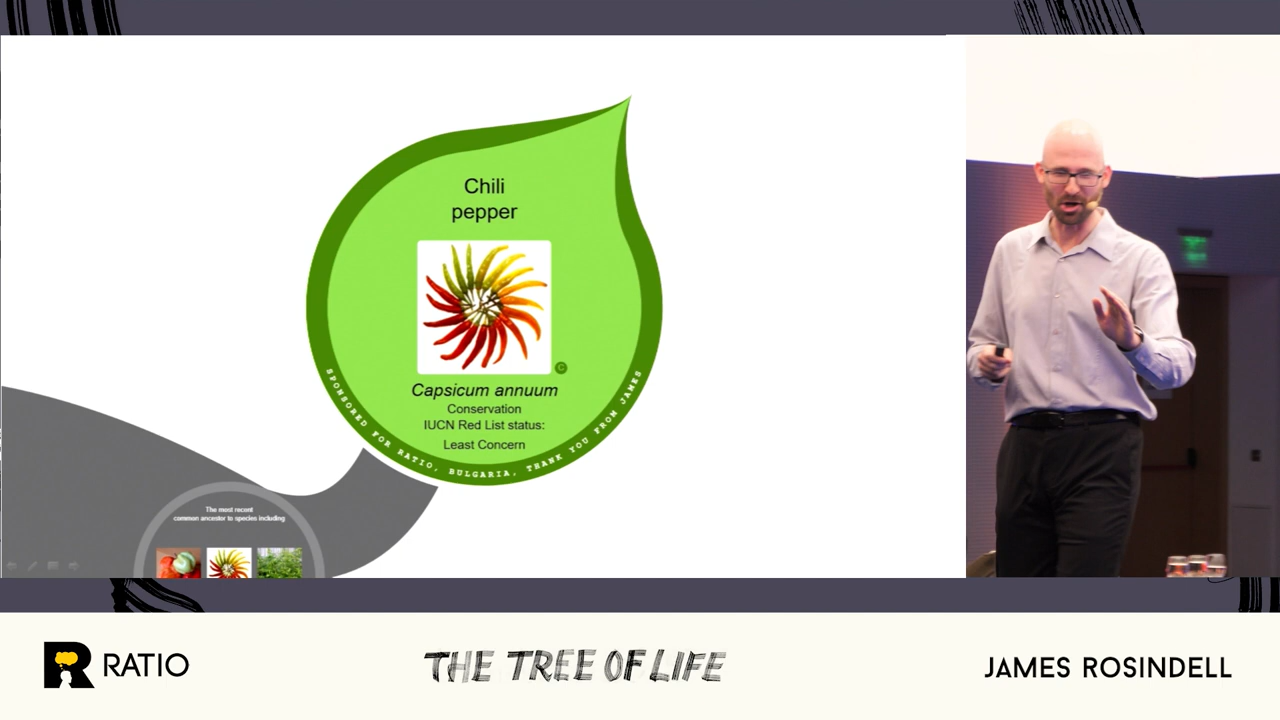 Chili
pepper
©
Capsicum annuum
Conservation
IUCN Red List status:
Least Concern
SPONSORED FOR RATIO, BULGARIA, THANK YOU FROM JAMES
The most recent
common ancestor to species including
R RATIO
THE TREE OF LIFE
JAMES ROSINDELL